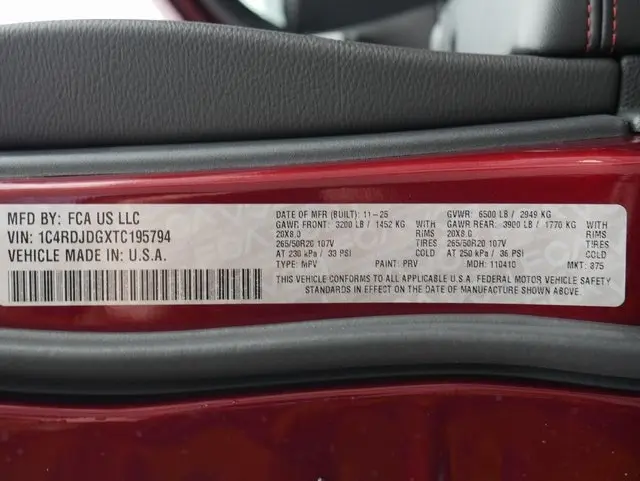 MFD BY: FCA US LLC
VIN: 1C4RDJDGXTC195794
VEHICLE MADE IN: U.S.A.
DATE OF MFR (BUILT): 11-25
GAWR FRONT: 3200 LB / 1452 KG
20X8.0 RIMS
265/50R20 107V TIRES
AT 230 kPa / 33 PSI COLD
TYPE: MPV PAINT: PRV
GVWR: 6500 LB / 2949 KG
GAWR REAR: 3900 LB / 1770 KG
20X8.0 RIMS
265/50R20 107V TIRES
AT 250 kPa / 36 PSI COLD
MDH: 110410 MKT: 875
THIS VEHICLE CONFORMS TO ALL APPLICABLE U.S.A. FEDERAL MOTOR VEHICLE SAFETY
STANDARDS IN EFFECT ON THE DATE OF MANUFACTURE SHOWN ABOVE.